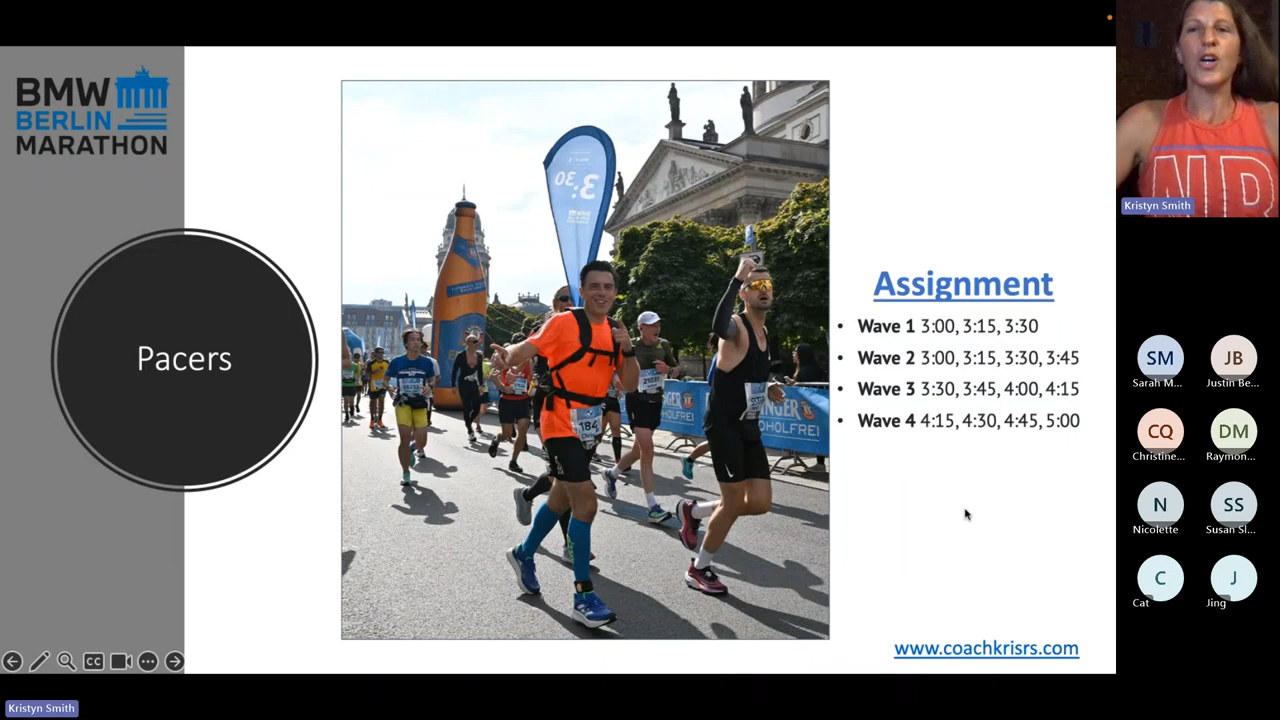 BMW
BERLIN
MARATHON
Pacers
184
Assignment
• Wave 1 3:00, 3:15, 3:30
• Wave 2 3:00, 3:15, 3:30, 3:45
• Wave 3 3:30, 3:45, 4:00, 4:15
• Wave 4 4:15, 4:30, 4:45, 5:00
www.coachkrisrs.com
CC
Kristyn Smith
Kristyn Smith
SM
Sarah M...
JB
Justin Be...
CQ
Christine...
DM
Raymon...
N
Nicolette
SS
Susan Sl...
C
Cat
J
Jing